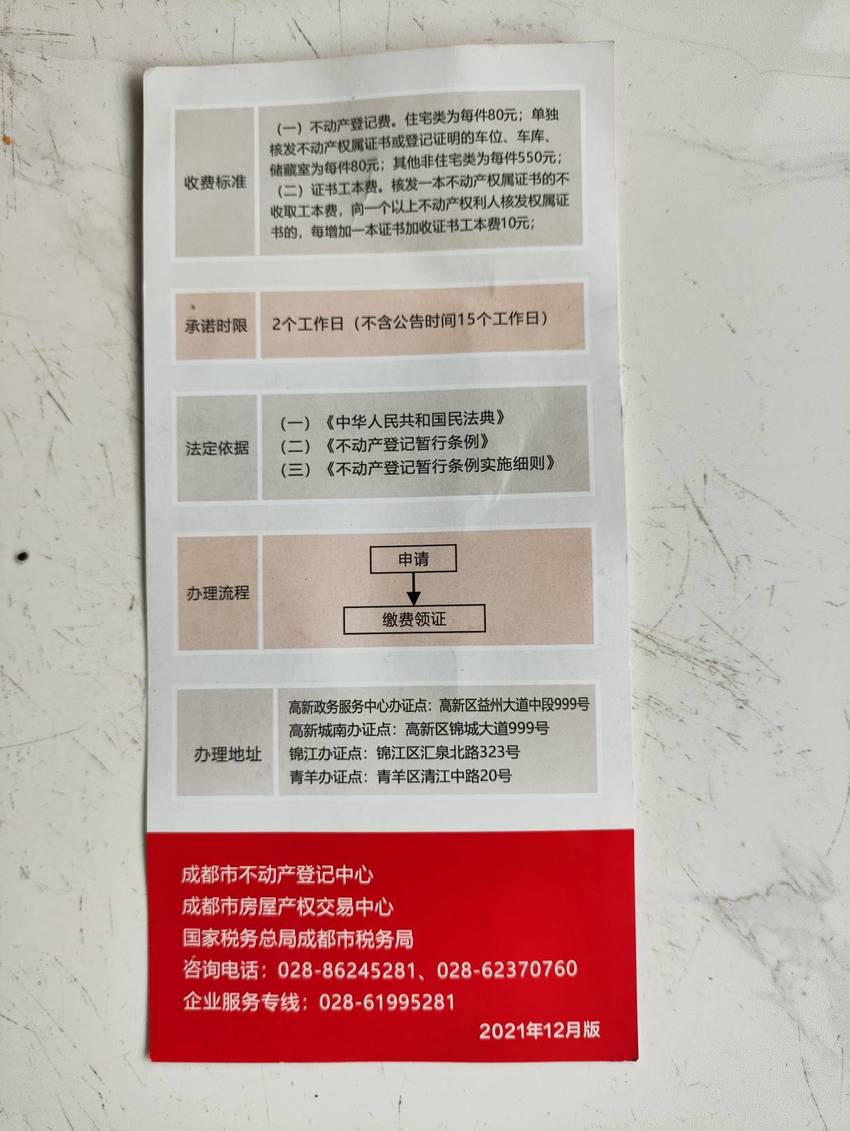 收费标准
（一）不动产登记费。住宅类为每件80元；单独
核发不动产权属证书或登记证明的车位、车库、
储藏室为每件80元；其他非住宅类为每件550元；
（二）证书工本费。核发一本不动产权属证书的不
收取工本费，向一个以上不动产权利人核发权属证
书的，每增加一本证书加收证书工本费10元；
承诺时限
2个工作日（不含公告时间15个工作日）
法定依据
（一）《中华人民共和国民法典》
（二）《不动产登记暂行条例》
（三）《不动产登记暂行条例实施细则》
办理流程
申请
缴费领证
办理地址
高新政务服务中心办证点：高新区益州大道中段999号
高新城南办证点：高新区锦城大道999号
锦江办证点：锦江区汇泉北路323号
青羊办证点：青羊区清江中路20号
成都市不动产登记中心
成都市房屋产权交易中心
国家税务总局成都市税务局
咨询电话：028-86245281、028-62370760
企业服务专线：028-61995281
2021年12月版